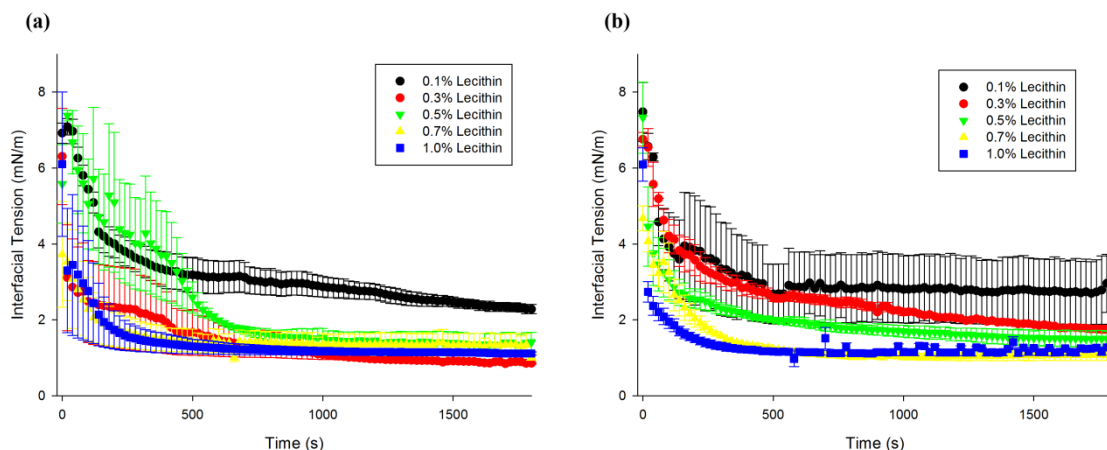 (a)
(b)
Interfacial Tension (mN/m)
8
6
4
2
0
0.1% Lecithin
0.3% Lecithin
0.5% Lecithin
0.7% Lecithin
1.0% Lecithin
0
500
1000
1500
Time (s)
Interfacial Tension (mN/m)
8
6
4
2
0
0.1% Lecithin
0.3% Lecithin
0.5% Lecithin
0.7% Lecithin
1.0% Lecithin
0
500
1000
1500
Time (s)